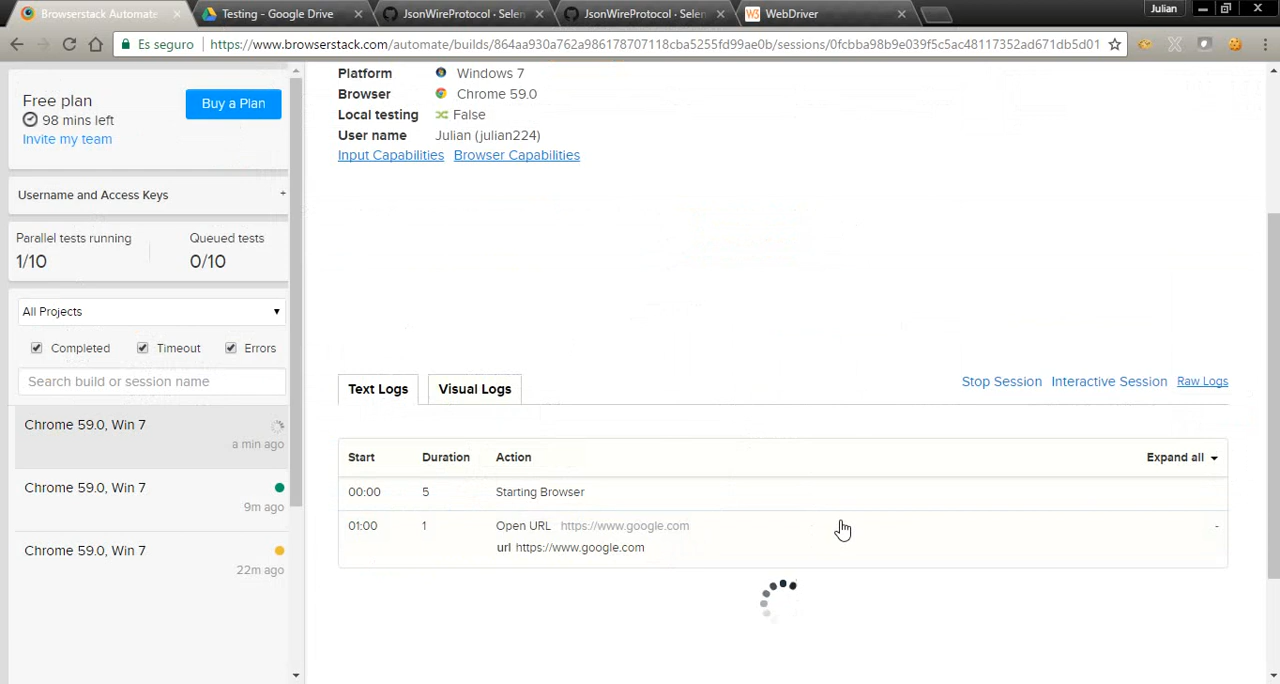 Browserstack Automate
Testing - Google Drive
JsonWireProtocol · Selen
JsonWireProtocol · Selen
WebDriver
Julian
Es seguro
https://www.browserstack.com/automate/builds/864aa930a762a986178707118cba5255fd99ae0b/sessions/0fcbba98b9e039f5c5ac48117352ad671db5d01
Free plan
98 mins left
Buy a Plan
Invite my team
Username and Access Keys +
Parallel tests running
Queued tests
1/10
0/10
All Projects
Completed
Timeout
Errors
Search build or session name
Chrome 59.0, Win 7
a min ago
Chrome 59.0, Win 7
9m ago
Chrome 59.0, Win 7
22m ago
Platform Windows 7
Browser Chrome 59.0
Local testing False
User name Julian (julian224)
Input Capabilities Browser Capabilities
Text Logs
Visual Logs
Stop Session Interactive Session Raw Logs
Start Duration Action Expand all
00:00 5 Starting Browser
01:00 1 Open URL https://www.google.com -
url https://www.google.com